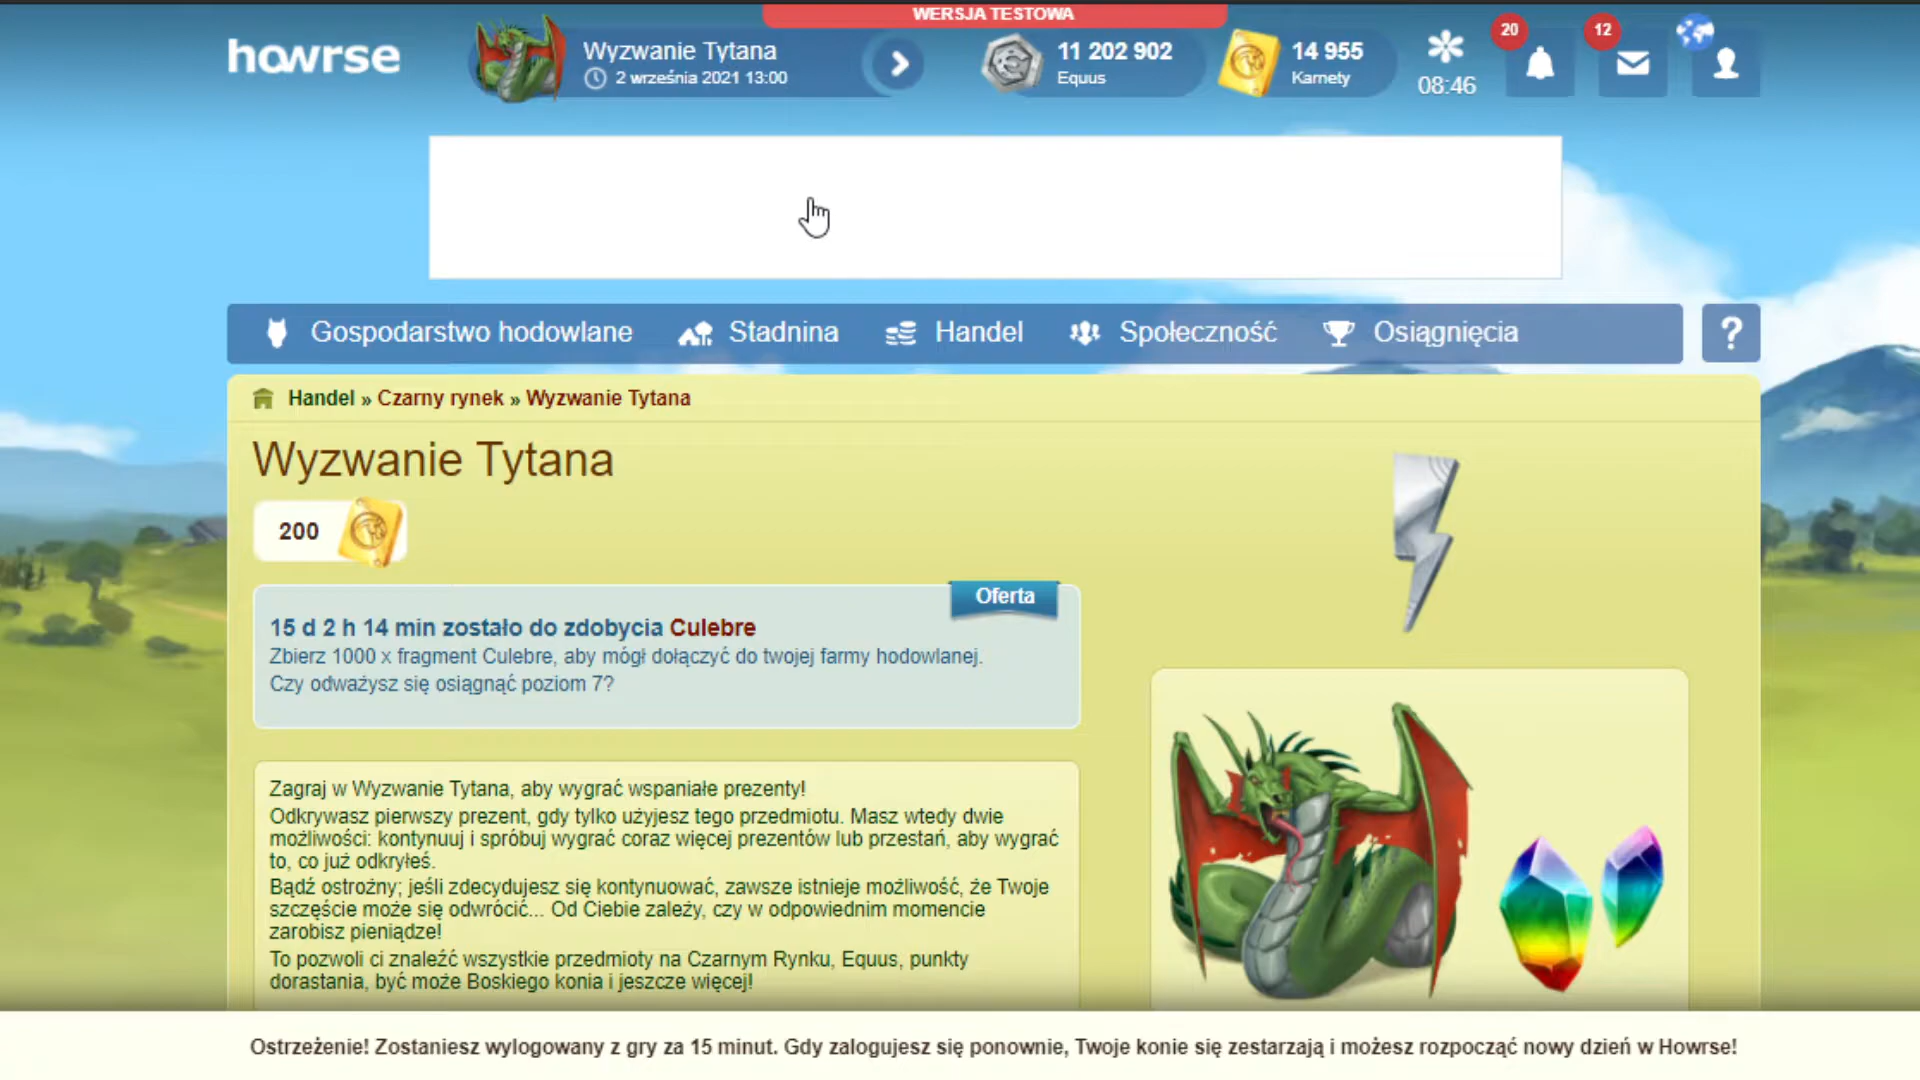 WERSJA TESTOWA
howrse
Wyzwanie Tytana
2 września 2021 13:00
11 202 902
Equus
14 955
Karnety
08:46
20
12
Gospodarstwo hodowlane
Stadnina
Handel
Społeczność
Osiągnięcia
?
Handel » Czarny rynek » Wyzwanie Tytana
Wyzwanie Tytana
200
Oferta
15 d 2 h 14 min zostało do zdobycia Culebre
Zbierz 1000 x fragment Culebre, aby mógł dołączyć do twojej farmy hodowlanej.
Czy odważysz się osiągnąć poziom 7?
Zagraj w Wyzwanie Tytana, aby wygrać wspaniałe prezenty!
Odkrywasz pierwszy prezent, gdy tylko użyjesz tego przedmiotu. Masz wtedy dwie
możliwości: kontynuuj i spróbuj wygrać coraz więcej prezentów lub przestań, aby wygrać
to, co już odkryłeś.
Bądź ostrożny; jeśli zdecydujesz się kontynuować, zawsze istnieje możliwość, że Twoje
szczęście może się odwrócić... Od Ciebie zależy, czy w odpowiednim momencie
zarobisz pieniądze!
To pozwoli ci znaleźć wszystkie przedmioty na Czarnym Rynku, Equus, punkty
dorastania, być może Boskiego konia i jeszcze więcej!
Ostrzeżenie! Zostaniesz wylogowany z gry za 15 minut. Gdy zalogujesz się ponownie, Twoje konie się zestarzają i możesz rozpocząć nowy dzień w Howrse!